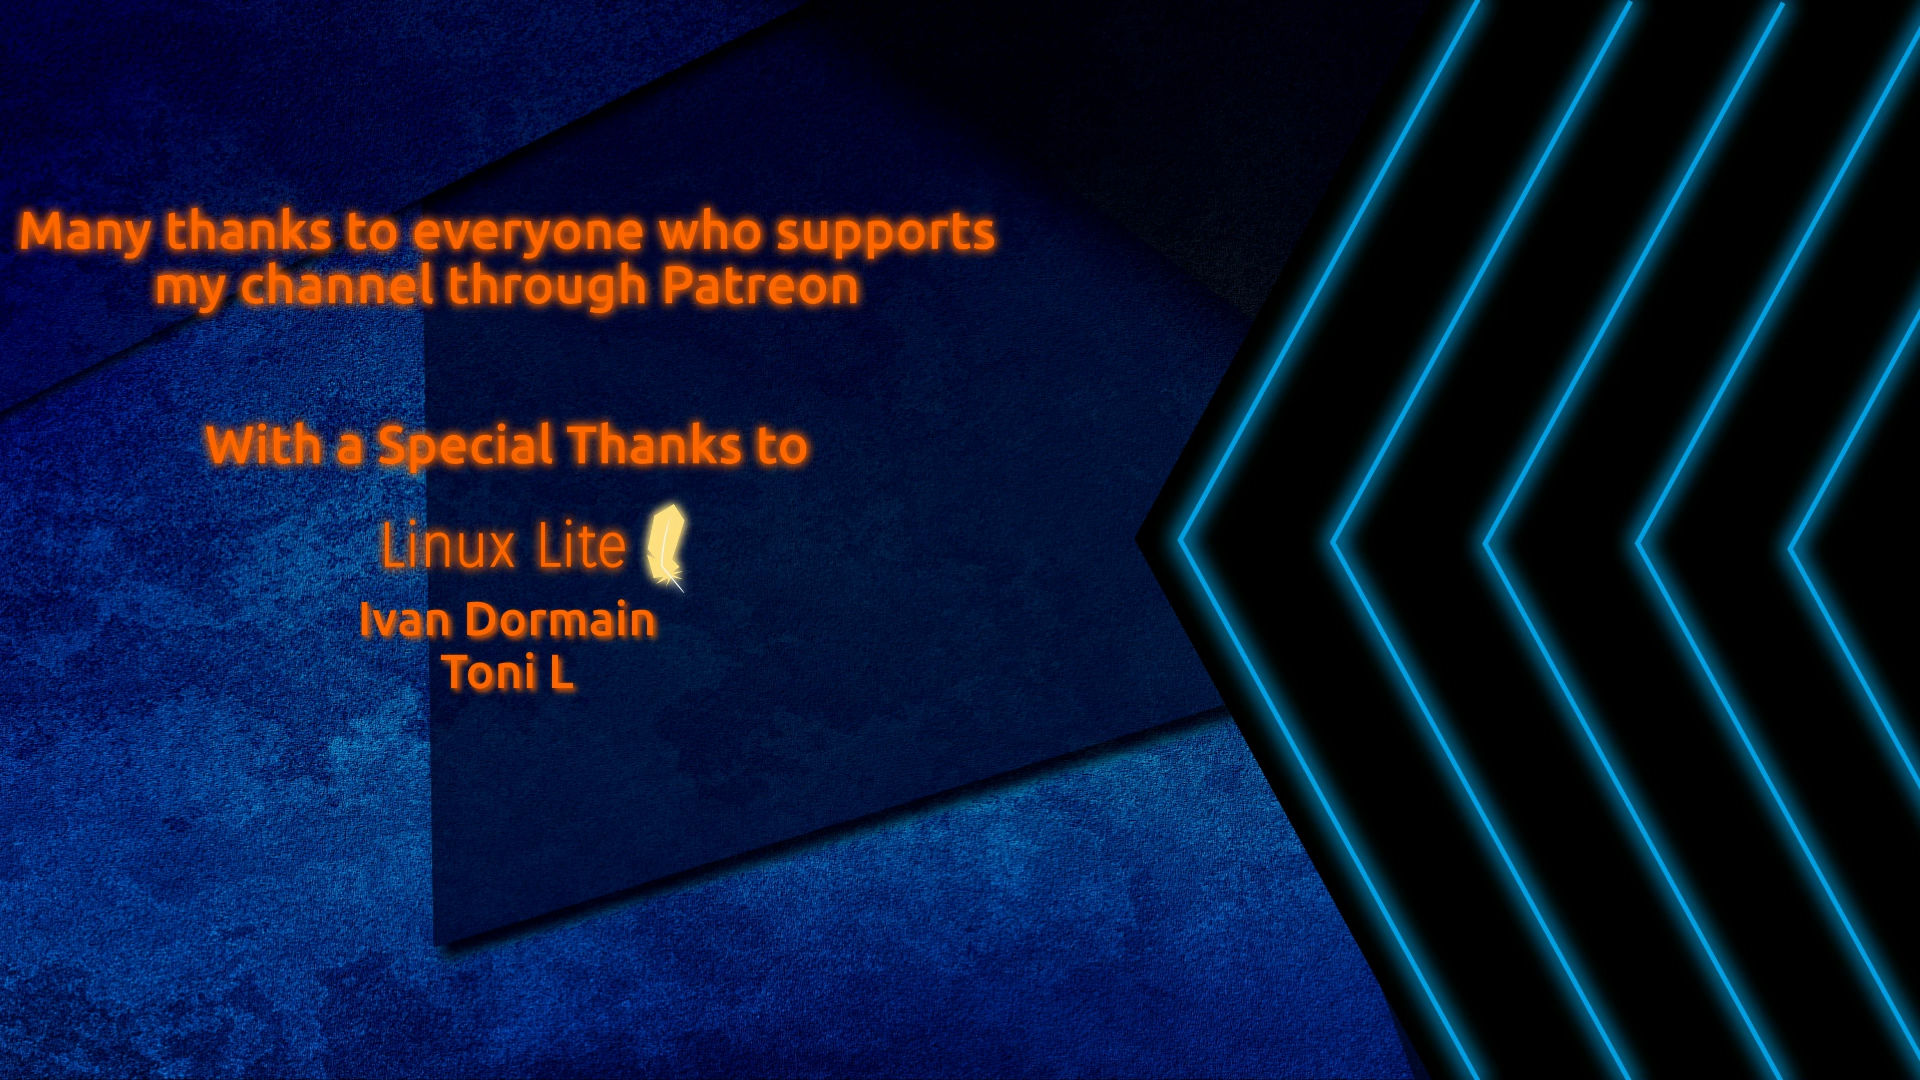 Many thanks to everyone who supports
my channel through Patreon
With a Special Thanks to
Linux Lite
Ivan Dormain
Toni L